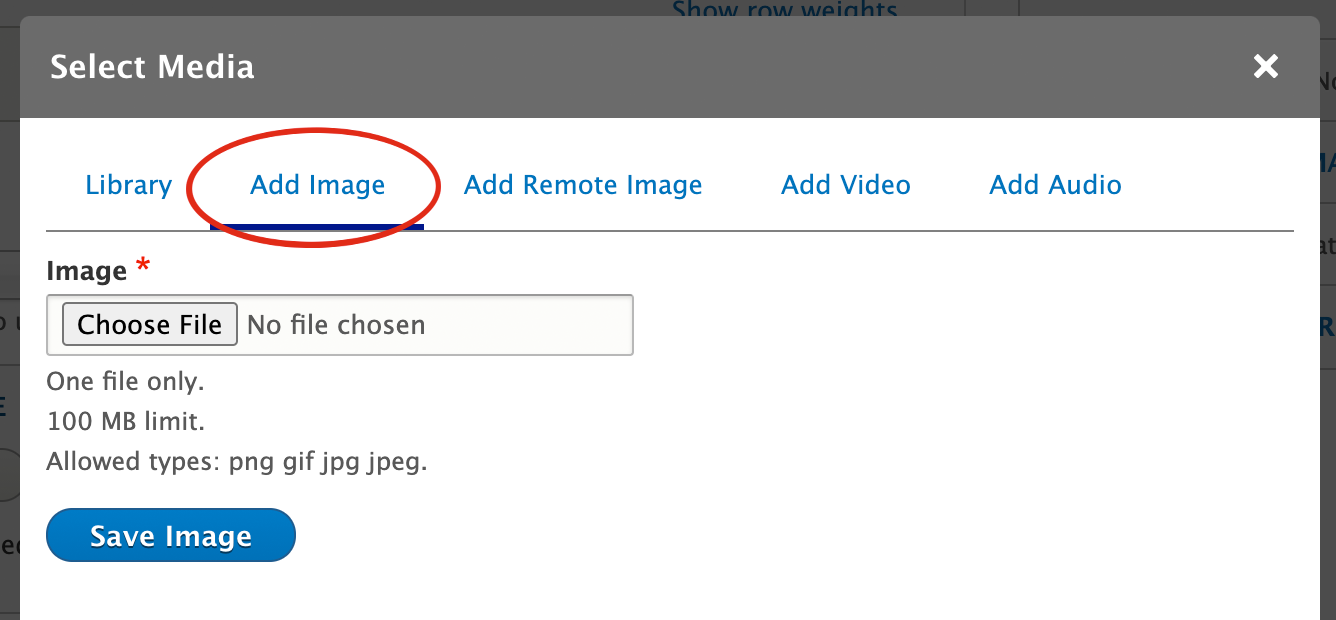 Show row weights
Select Media
Library Add Image Add Remote Image Add Video Add Audio
Image *
Choose File No file chosen
One file only.
100 MB limit.
Allowed types: png gif jpg jpeg.
Save Image